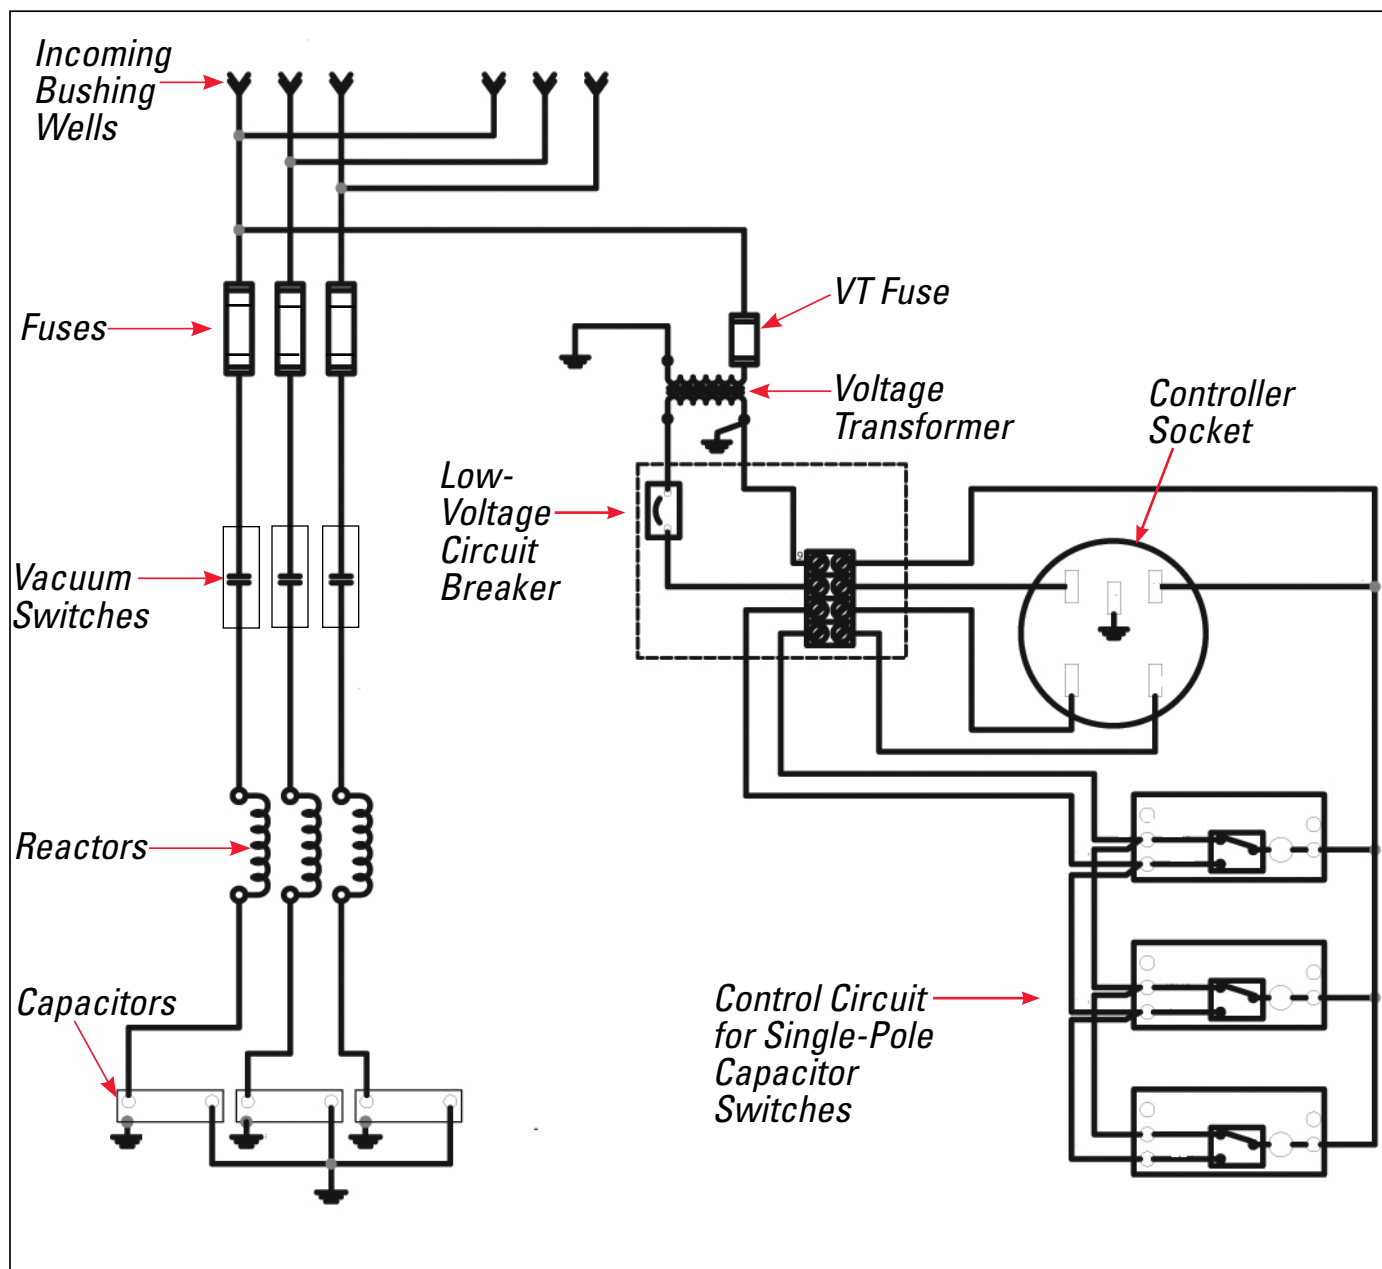 Incoming
Bushing
Wells
VT Fuse
Fuses
Voltage
Transformer
Controller
Socket
Low-
Voltage
Circuit
Breaker
9
Vacuum
Switches
Reactors
Capacitors
Control Circuit
for Single-Pole
Capacitor
Switches